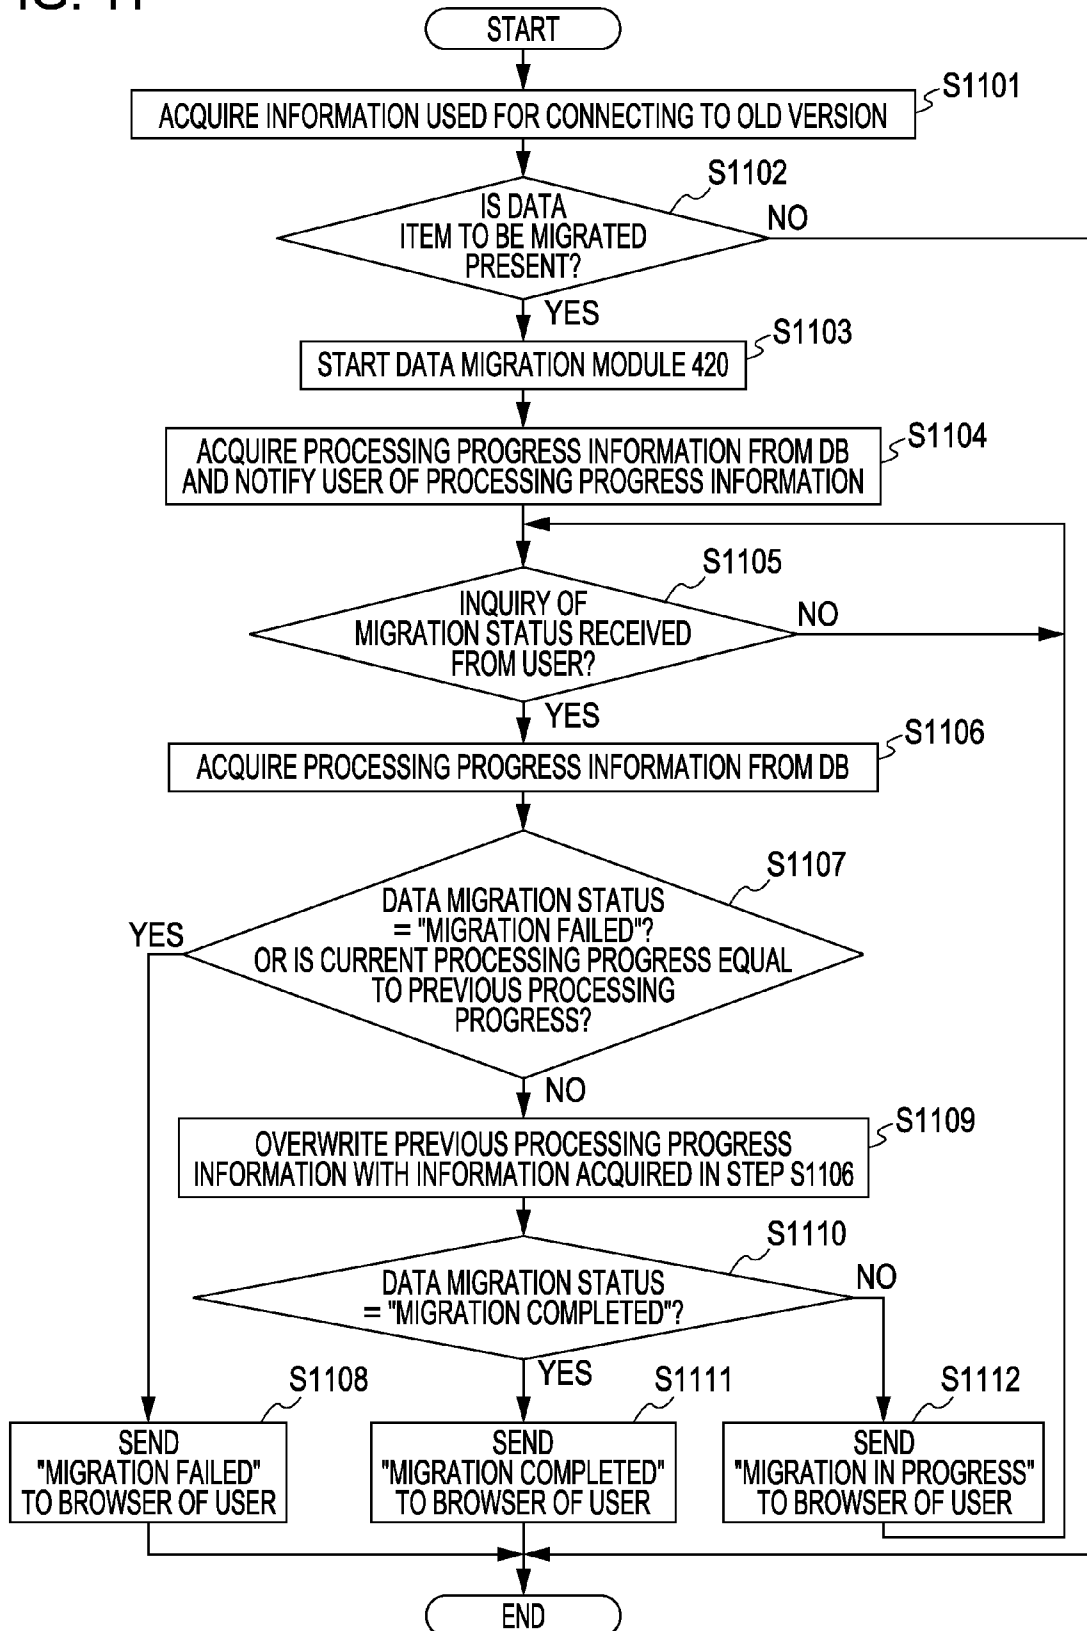 START
S1101
ACQUIRE INFORMATION USED FOR CONNECTING TO OLD VERSION
S1102
IS DATA
ITEM TO BE MIGRATED
PRESENT?
NO
YES
S1103
START DATA MIGRATION MODULE 420
S1104
ACQUIRE PROCESSING PROGRESS INFORMATION FROM DB
AND NOTIFY USER OF PROCESSING PROGRESS INFORMATION
S1105
INQUIRY OF
MIGRATION STATUS RECEIVED
FROM USER?
NO
YES
S1106
ACQUIRE PROCESSING PROGRESS INFORMATION FROM DB
S1107
DATA MIGRATION STATUS
= "MIGRATION FAILED"?
OR IS CURRENT PROCESSING PROGRESS EQUAL
TO PREVIOUS PROCESSING
PROGRESS?
YES
NO
S1109
OVERWRITE PREVIOUS PROCESSING PROGRESS
INFORMATION WITH INFORMATION ACQUIRED IN STEP S1106
S1110
DATA MIGRATION STATUS
= "MIGRATION COMPLETED"?
NO
YES
S1108
SEND
"MIGRATION FAILED"
TO BROWSER OF USER
S1111
SEND
"MIGRATION COMPLETED"
TO BROWSER OF USER
S1112
SEND
"MIGRATION IN PROGRESS"
TO BROWSER OF USER
END